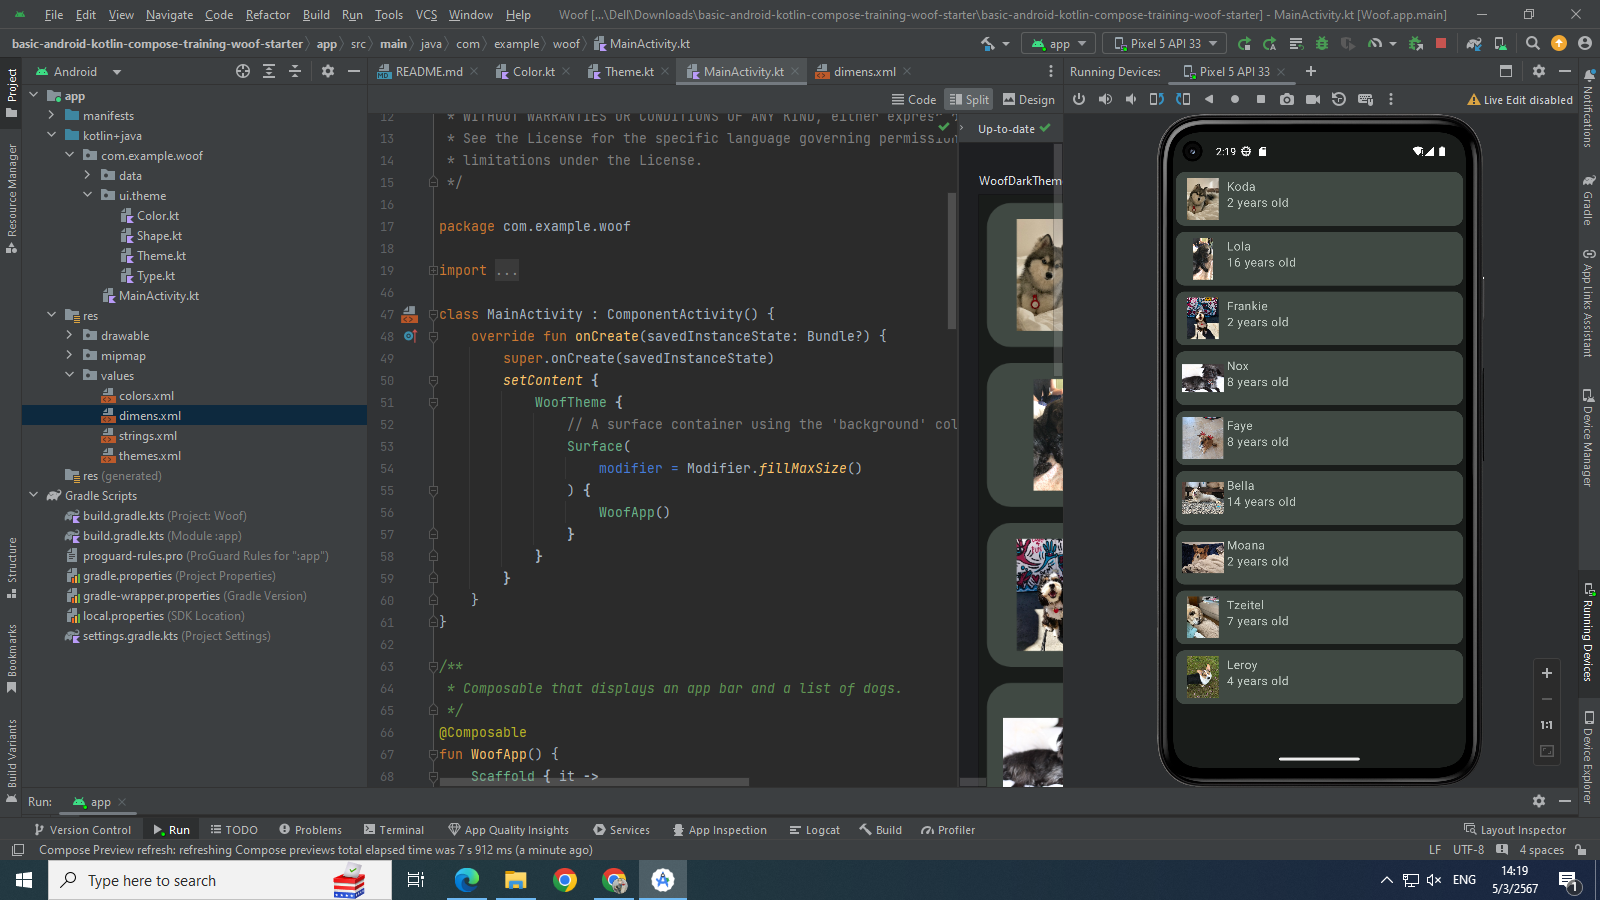 File Edit View Navigate Code Refactor Build Run Tools VCS Window Help Woof [...\Dell\Downloads\basic-android-kotlin-compose-training-woof-starter\basic-android-kotlin-compose-training-woof-starter] - MainActivity.kt [Woof.app.main]
basic-android-kotlin-compose-training-woof-starter app src main java com example woof MainActivity.kt app Pixel 5 API 33
Android README.md Color.kt Theme.kt MainActivity.kt dimens.xml Running Devices: Pixel 5 API 33
Code Split Design Live Edit disabled
Project
Resource Manager
Structure
Bookmarks
Build Variants
app
manifests
kotlin+java
com.example.woof
data
ui.theme
Color.kt
Shape.kt
Theme.kt
Type.kt
MainActivity.kt
res
drawable
mipmap
values
colors.xml
dimens.xml
strings.xml
themes.xml
res (generated)
Gradle Scripts
build.gradle.kts (Project: Woof)
build.gradle.kts (Module :app)
proguard-rules.pro (ProGuard Rules for ":app")
gradle.properties (Project Properties)
gradle-wrapper.properties (Gradle Version)
local.properties (SDK Location)
settings.gradle.kts (Project Settings)
12 * WITHOUT WARRANTIES OR CONDITIONS OF ANY KIND, either express
13 * See the License for the specific language governing permission
14 * limitations under the License.
15 */
16
17 package com.example.woof
18
19 import ...
46
47 class MainActivity : ComponentActivity() {
48 override fun onCreate(savedInstanceState: Bundle?) {
49 super.onCreate(savedInstanceState)
50 setContent {
51 WoofTheme {
52 // A surface container using the 'background' col
53 Surface(
54 modifier = Modifier.fillMaxSize()
55 ) {
56 WoofApp()
57 }
58 }
59 }
60 }
61 }
62
63 /**
64 * Composable that displays an app bar and a list of dogs.
65 */
66 @Composable
67 fun WoofApp() {
68 Scaffold { it ->
Up-to-date
WoofDarkThem
2:19
Koda
2 years old
Lola
16 years old
Frankie
2 years old
Nox
8 years old
Faye
8 years old
Bella
14 years old
Moana
2 years old
Tzeitel
7 years old
Leroy
4 years old
1:1
Notifications
Gradle
App Links Assistant
Device Manager
Running Devices
Device Explorer
Run: app
Version Control Run TODO Problems Terminal App Quality Insights Services App Inspection Logcat Build Profiler Layout Inspector
Compose Preview refresh: refreshing Compose previews total elapsed time was 7 s 912 ms (a minute ago) LF UTF-8 4 spaces
Type here to search
ENG
14:19
5/3/2567
1